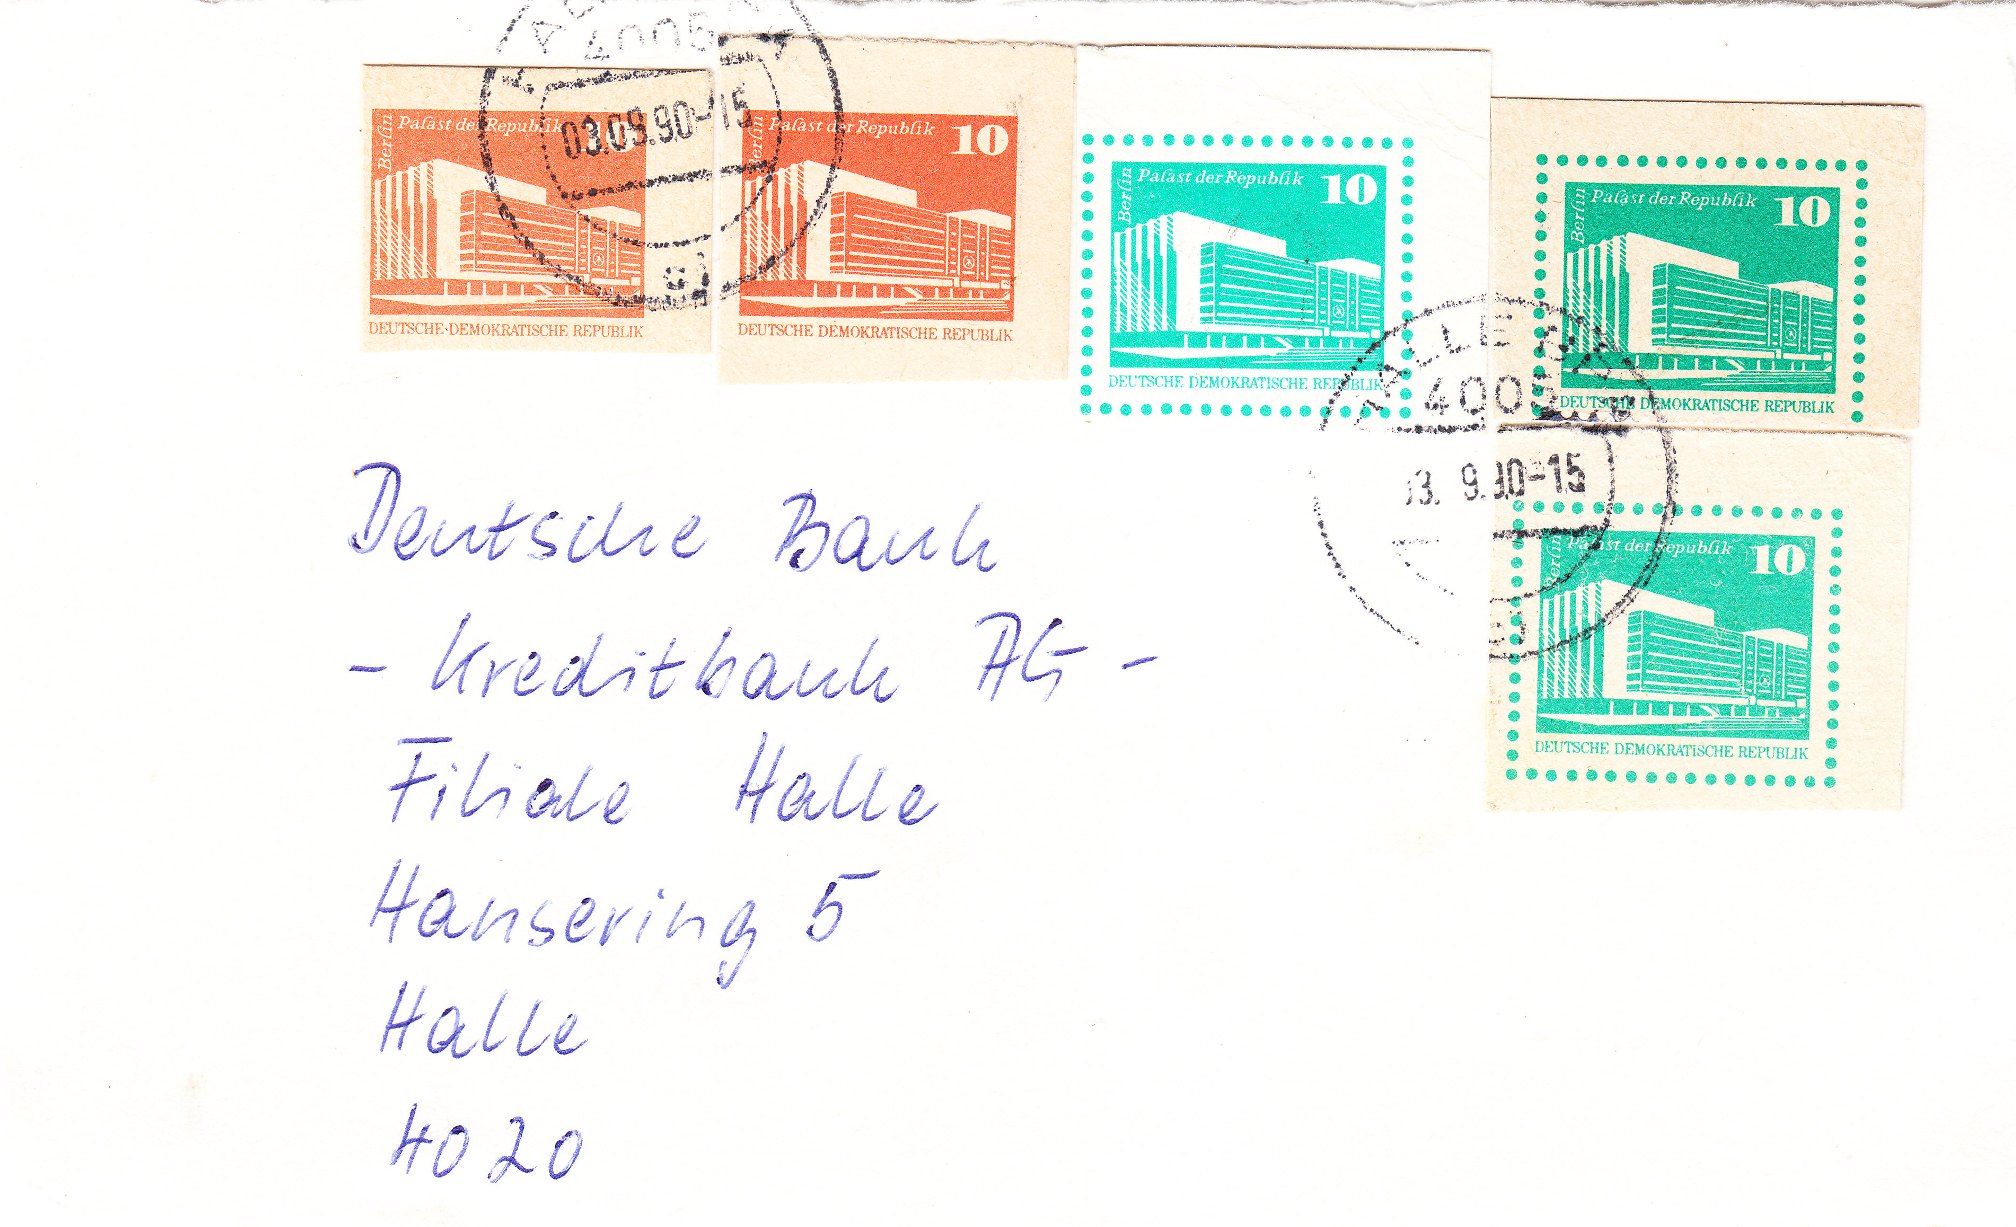 4005
03.09.90-15
Berlin
Palast der Republik
DEUTSCHE DEMOKRATISCHE REPUBLIK
Berlin
Palast der Republik
10
DEUTSCHE DEMOKRATISCHE REPUBLIK
Berlin
Palast der Republik
10
DEUTSCHE DEMOKRATISCHE REPUBLIK
Berlin
Palast der Republik
10
DEUTSCHE DEMOKRATISCHE REPUBLIK
HALLE
4005
3. 9.90-15
Berlin
Palast der Republik
10
DEUTSCHE DEMOKRATISCHE REPUBLIK
Deutsche Bank
- Kreditbank AG -
Filiale Halle
Hansering 5
Halle
4020